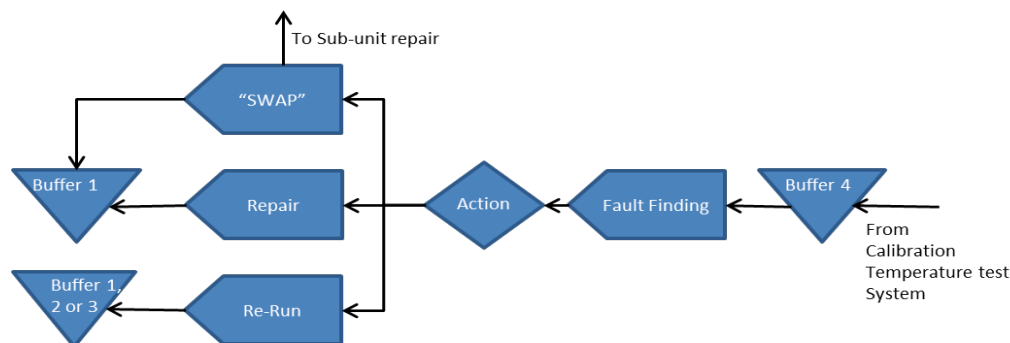 To Sub-unit repair
“SWAP”
Buffer 1
Repair
Action
Fault Finding
Buffer 4
From
Calibration
Temperature test
System
Buffer 1,
2 or 3
Re-Run